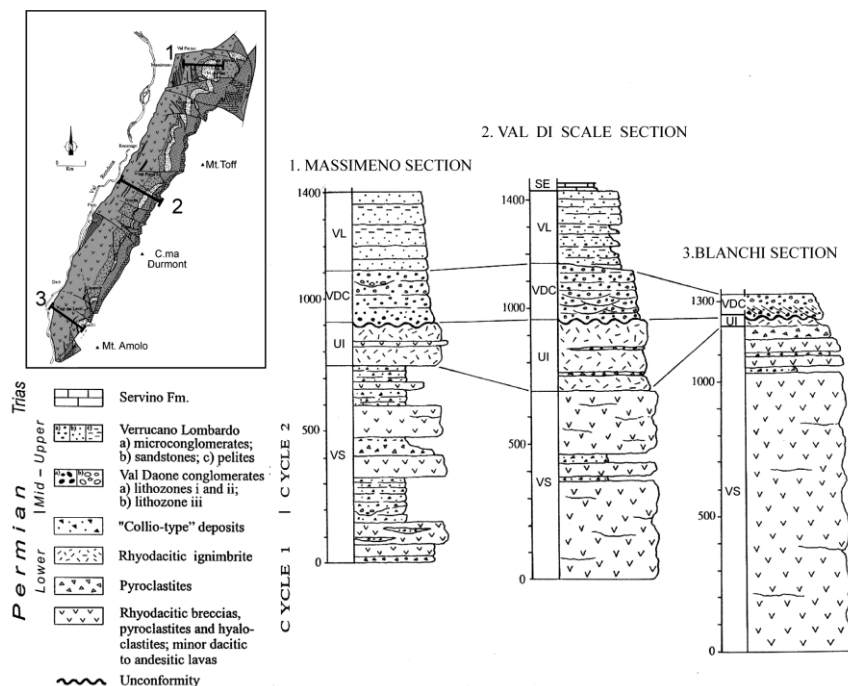 1
2
3
Mt.Toff
C.ma
Durmont
Mt. Amolo
Km
2. VAL DI SCALE SECTION
1. MASSIMENO SECTION
3.BLANCHI SECTION
1400
VL
VDC
1000
UI
500
VS
0
SE
1400
VL
VDC
1000
UI
500
VS
0
1300
VDC
UI
1000
VS
500
0
Trias
Permian
Mid – Upper
Lower
CYCLE 2
CYCLE 1
Servino Fm.
a) b) c)
Verrucano Lombardo
a) microconglomerates;
b) sandstones; c) pelites
a) b)
Val Daone conglomerates
a) lithozones i and ii;
b) lithozone iii
"Collio-type" deposits
Rhyodacitic ignimbrite
Pyroclastites
Rhyodacitic breccias,
pyroclastites and hyalo-
clastites; minor dacitic
to andesitic lavas
Unconformity